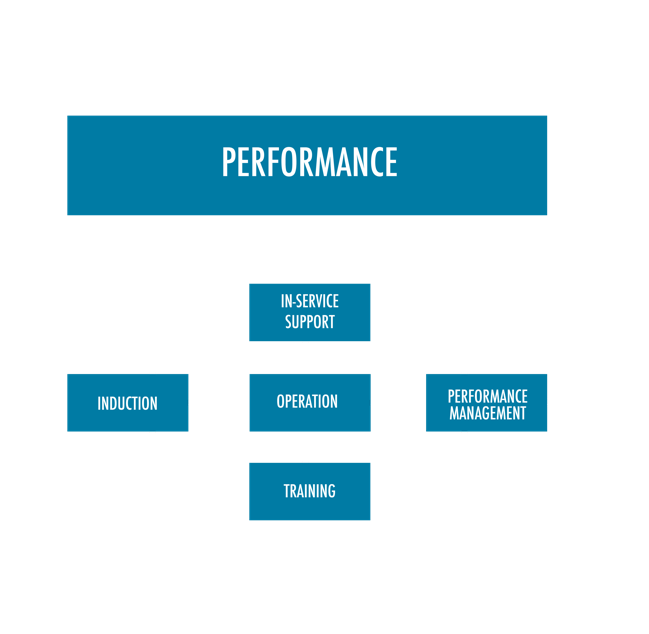 PERFORMANCE
IN-SERVICE
SUPPORT
INDUCTION
OPERATION
PERFORMANCE
MANAGEMENT
TRAINING